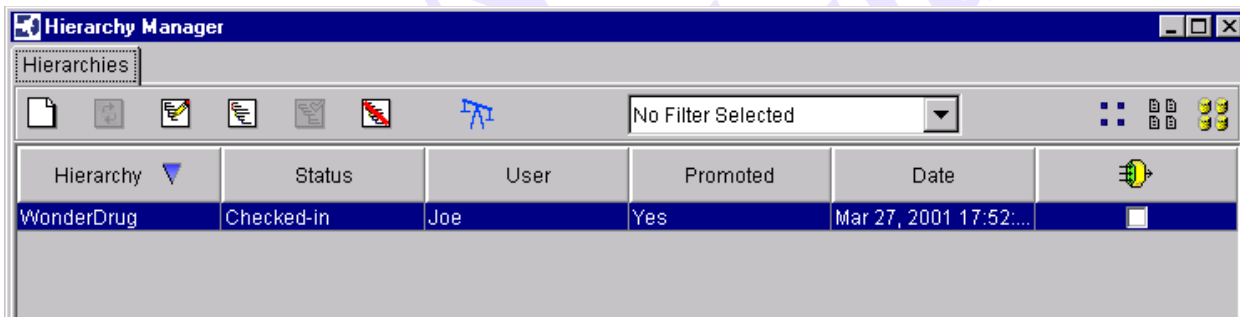 Hierarchy Manager
Hierarchies
No Filter Selected
Hierarchy Status User Promoted Date
WonderDrug Checked-in Joe Yes Mar 27, 2001 17:52:...